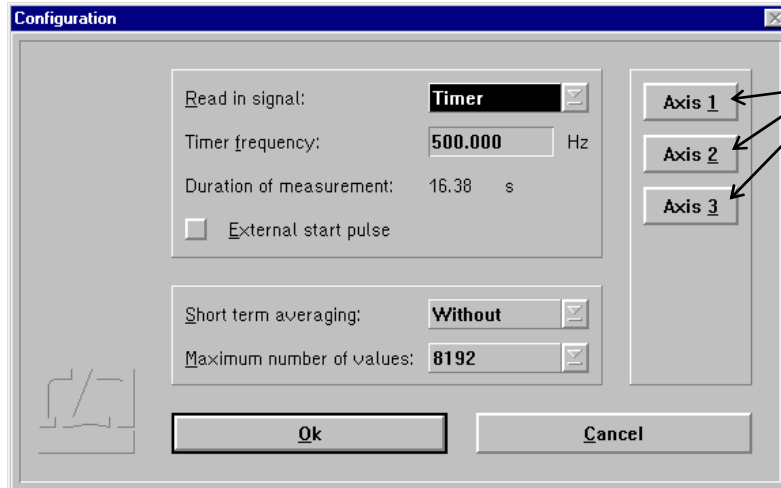 Configuration
Read in signal: Timer
Timer frequency: 500.000 Hz
Duration of measurement: 16.38 s
External start pulse
Short term averaging: Without
Maximum number of values: 8192
Axis 1
Axis 2
Axis 3
Ok Cancel